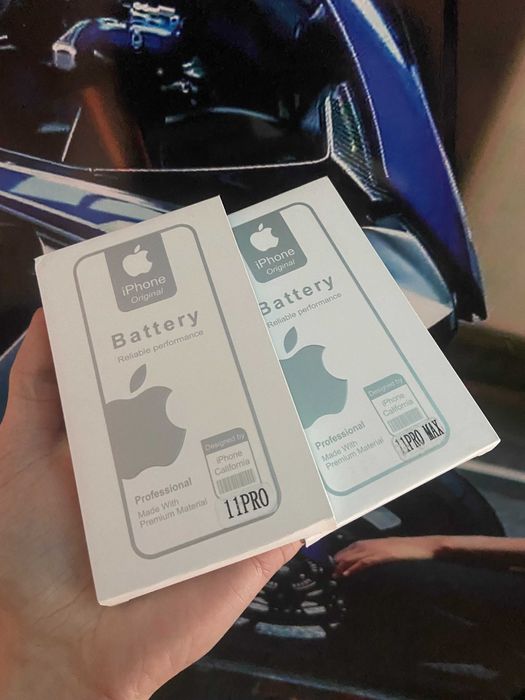 iPhone
Original
Battery
Reliable performance
Professional
Made With
Premium Material
Designed by
iPhone
California
11PRO
iPhone
Original
Battery
Reliable performance
Professional
Made With
Premium Material
Designed by
iPhone
California
11PRO MAX